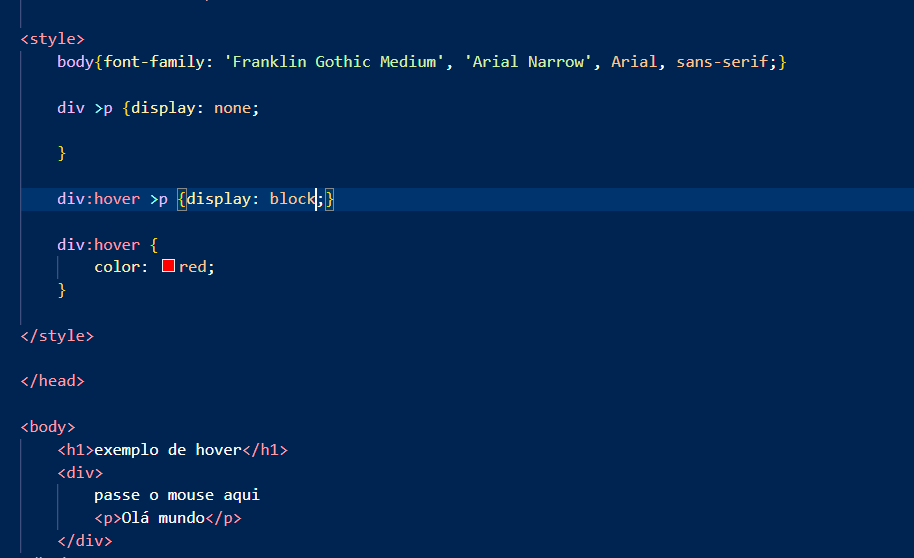 <style>
body{font-family: 'Franklin Gothic Medium', 'Arial Narrow', Arial, sans-serif;}
div >p {display: none;
}
div:hover >p {display: block;}
div:hover {
color: red;
}
</style>
</head>
<body>
<h1>exemplo de hover</h1>
<div>
passe o mouse aqui
<p>Olá mundo</p>
</div>